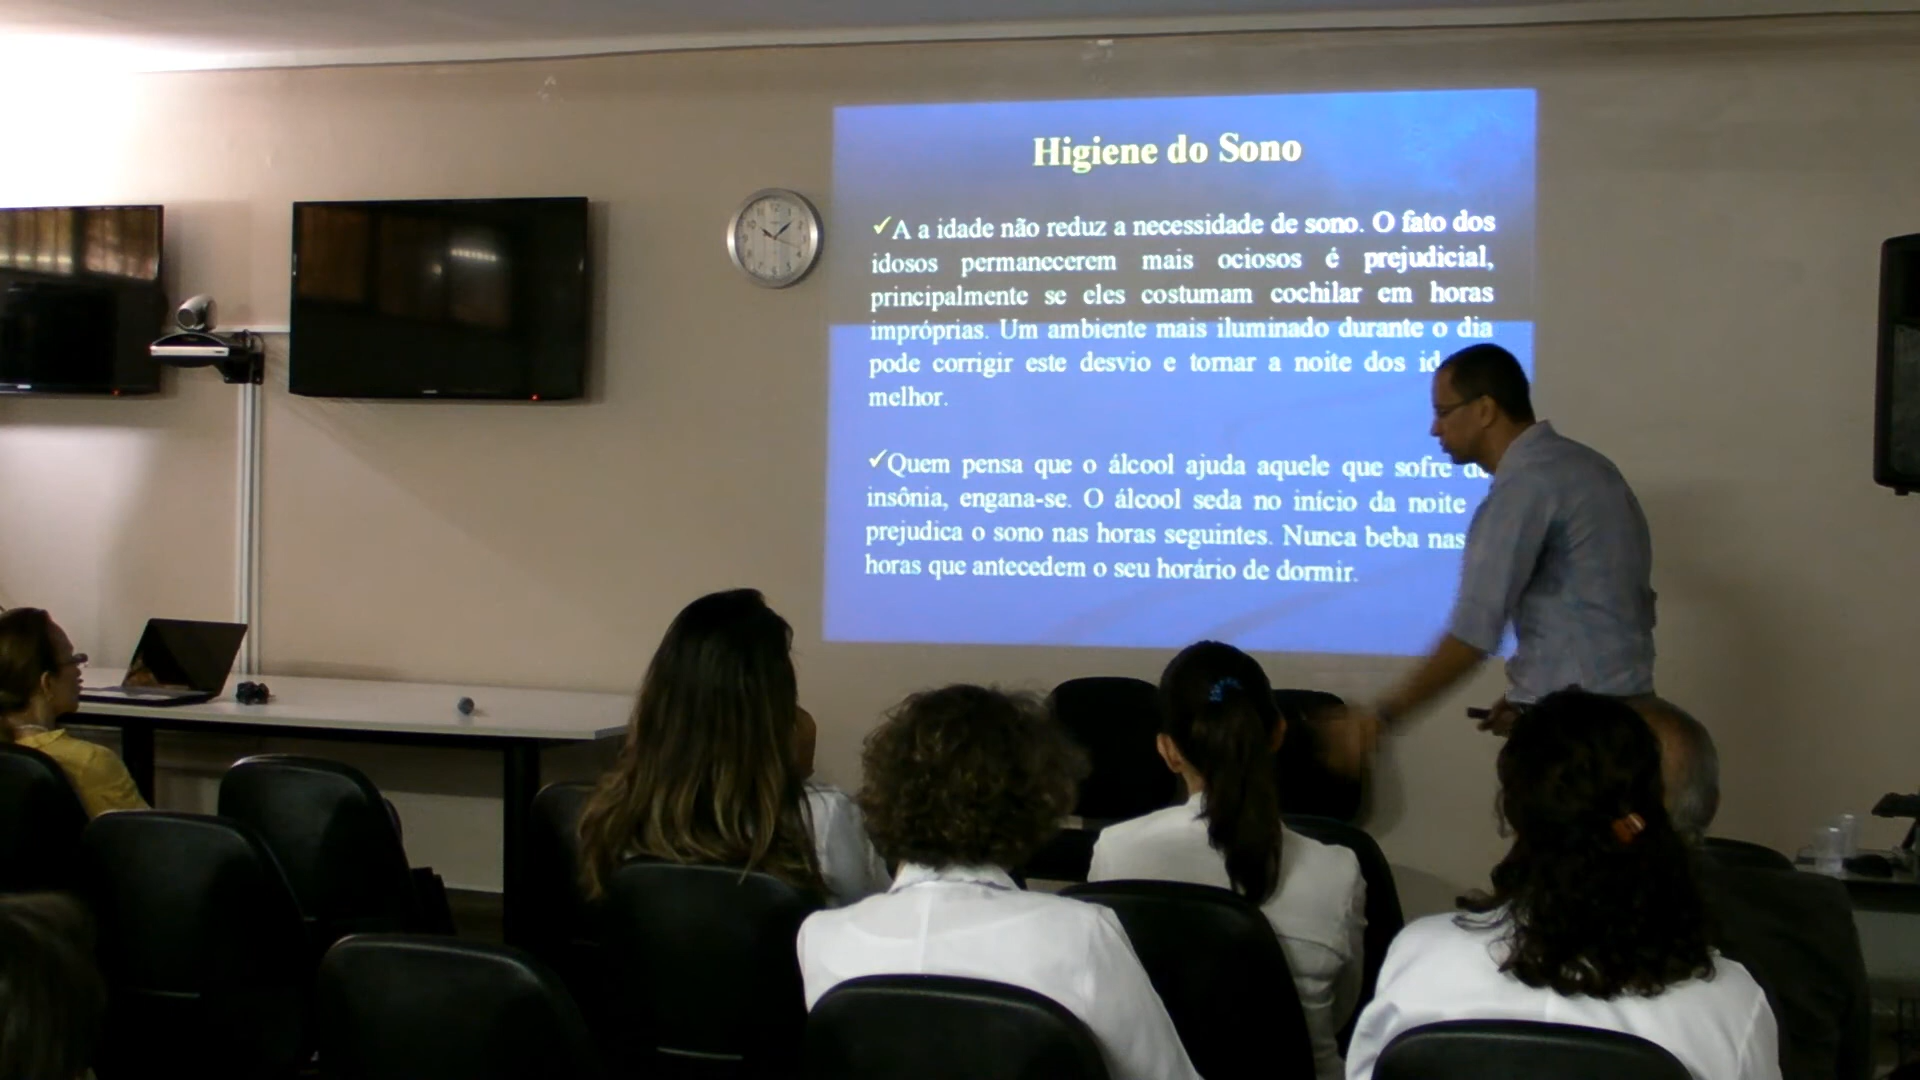 Higiene do Sono
✓A a idade não reduz a necessidade de sono. O fato dos
idosos permanecerem mais ociosos é prejudicial,
principalmente se eles costumam cochilar em horas
impróprias. Um ambiente mais iluminado durante o dia
pode corrigir este desvio e tornar a noite dos id
melhor.
✓Quem pensa que o álcool ajuda aquele que sofre de
insônia, engana-se. O álcool seda no início da noite
prejudica o sono nas horas seguintes. Nunca beba nas
horas que antecedem o seu horário de dormir.